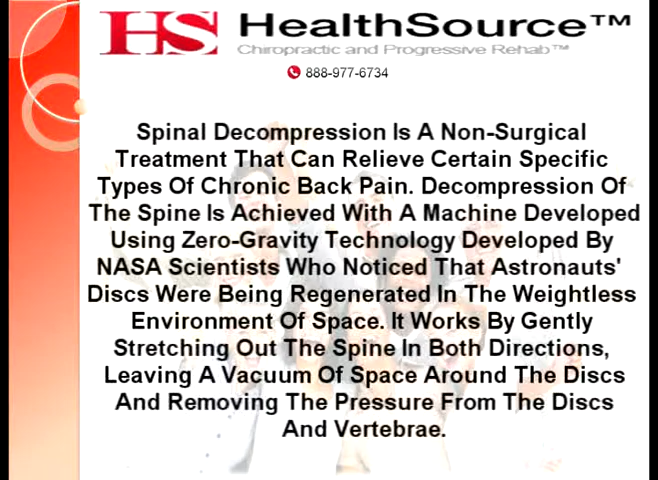 HS HealthSource™
Chiropractic and Progressive Rehab™
888-977-6734
Spinal Decompression Is A Non-Surgical
Treatment That Can Relieve Certain Specific
Types Of Chronic Back Pain. Decompression Of
The Spine Is Achieved With A Machine Developed
Using Zero-Gravity Technology Developed By
NASA Scientists Who Noticed That Astronauts'
Discs Were Being Regenerated In The Weightless
Environment Of Space. It Works By Gently
Stretching Out The Spine In Both Directions,
Leaving A Vacuum Of Space Around The Discs
And Removing The Pressure From The Discs
And Vertebrae.